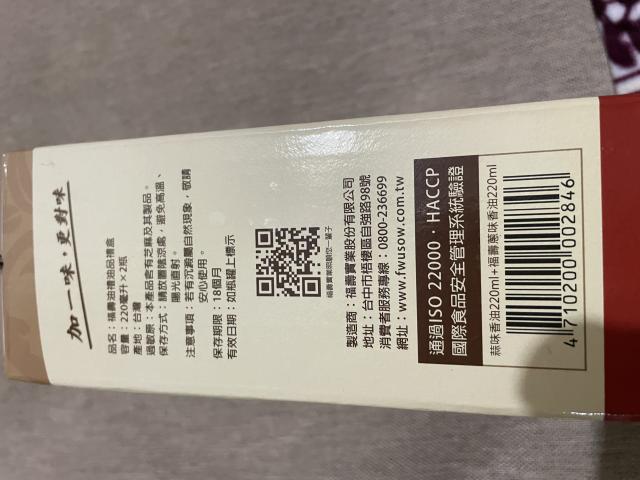 加一味，更對味
品名：福壽油禮油品禮盒
容量：220毫升×2瓶
產地：台灣
過敏原：本產品含有芝麻及其製品。
保存方式：請放置陰涼處，避免高溫、
陽光直射。
注意事項：若有沉澱屬自然現象，敬請
安心使用。
保存期限：18個月
有效日期：如瓶罐上標示
福壽實業照顧您一輩子
製造商：福壽實業股份有限公司
地址：台中市梧棲區自強路98號
消費者服務專線：0800-236699
網址：www.fwusow.com.tw
通過ISO 22000．HACCP
國際食品安全管理系統驗證
蒜味香油220ml+福壽蔥味香油220ml
4710200002846